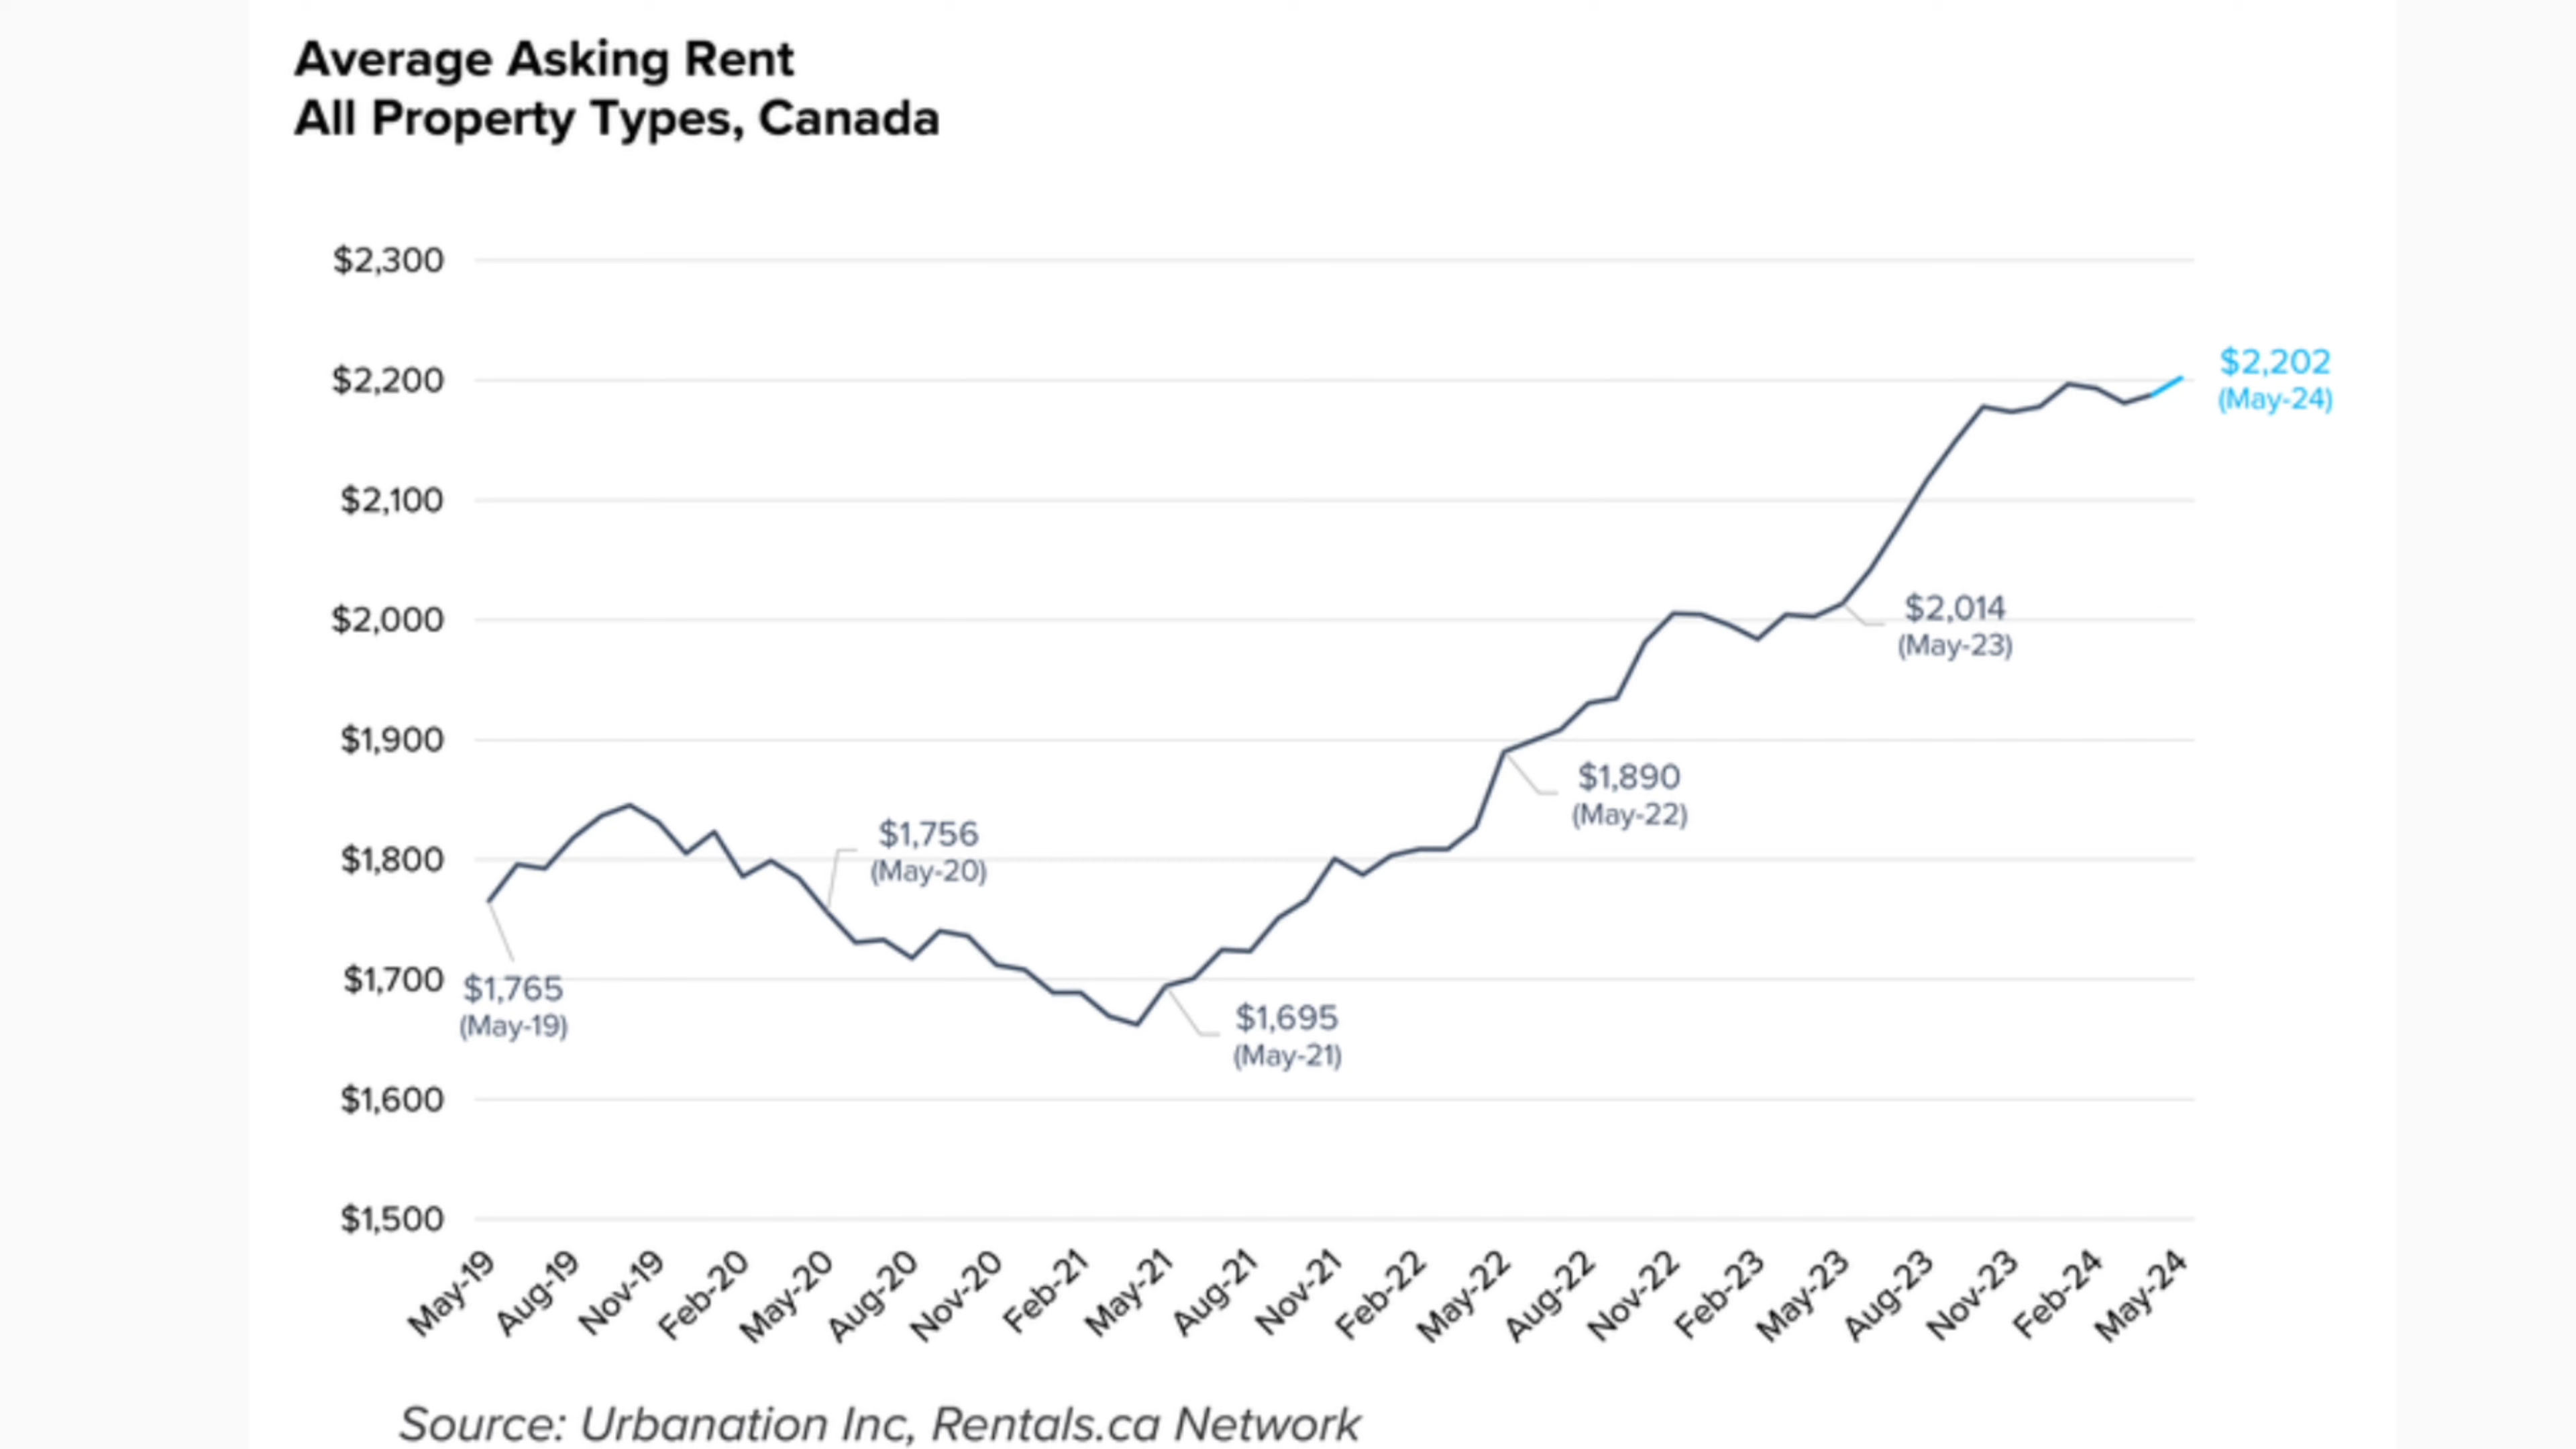 Average Asking Rent
All Property Types, Canada
$2,300
$2,200
$2,100
$2,000
$1,900
$1,800
$1,700
$1,600
$1,500
$1,765
(May-19)
$1,756
(May-20)
$1,695
(May-21)
$1,890
(May-22)
$2,014
(May-23)
$2,202
(May-24)
May-19
Aug-19
Nov-19
Feb-20
May-20
Aug-20
Nov-20
Feb-21
May-21
Aug-21
Nov-21
Feb-22
May-22
Aug-22
Nov-22
Feb-23
May-23
Aug-23
Nov-23
Feb-24
May-24
Source: Urbanation Inc, Rentals.ca Network